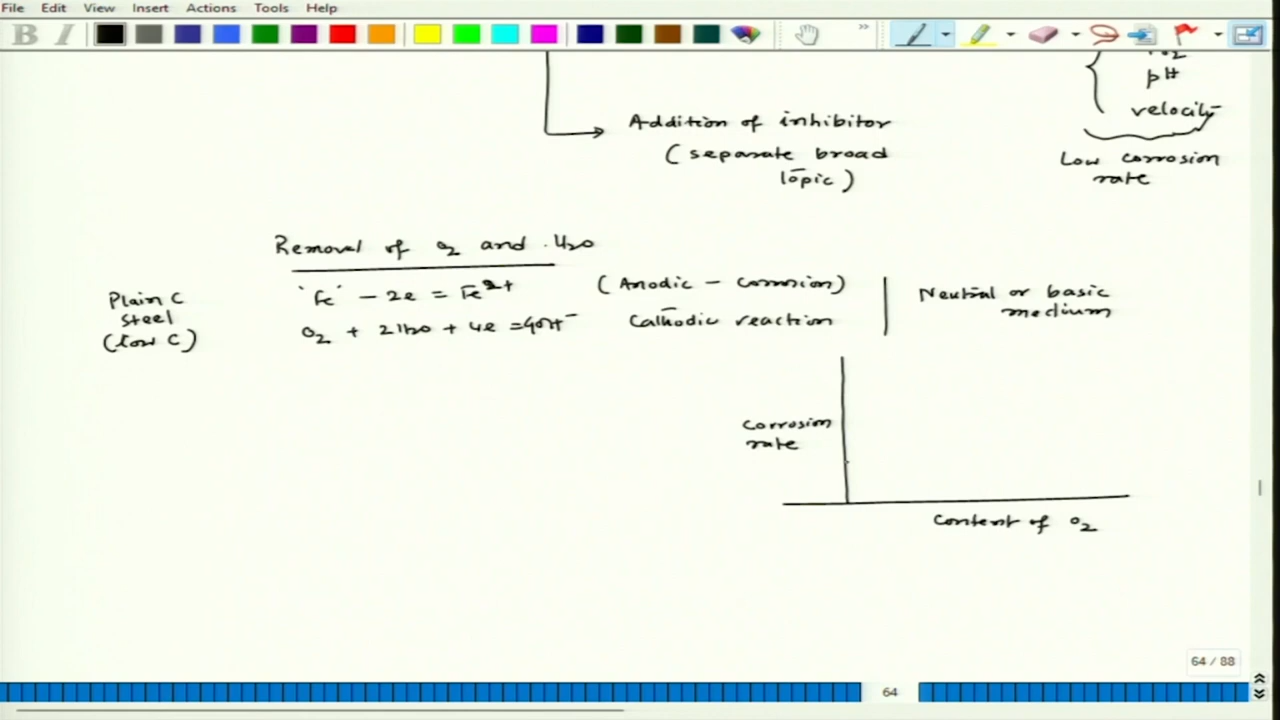 File Edit View Insert Actions Tools Help
B I
pH
velocity
Addition of inhibitor
(separate broad
topic)
Low corrosion
rate
Removal of O2 and H2O
Plain C
steel
(low C)
Fe - 2e = Fe2+
(Anodic - Corrosion)
Neutral or basic
medium
O2 + 2H2O + 4e = 4OH-
Cathodic reaction
Corrosion
rate
Content of O2
64 / 88
64